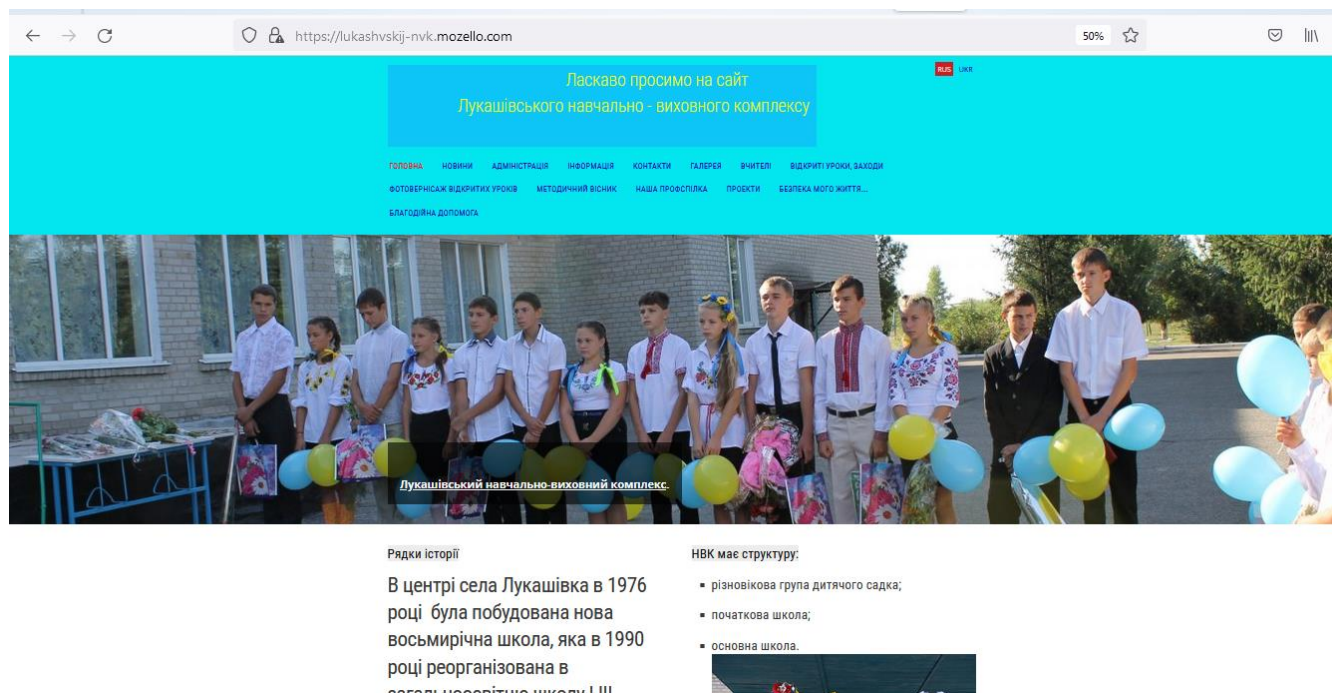 https://lukashvskij-nvk.mozello.com
50%
Ласкаво просимо на сайт
Лукашівського навчально - виховного комплексу
RUS UKR
ГОЛОВНА НОВИНИ АДМІНІСТРАЦІЯ ІНФОРМАЦІЯ КОНТАКТИ ГАЛЕРЕЯ ВЧИТЕЛІ ВІДКРИТІ УРОКИ, ЗАХОДИ
ФОТОВЕРНІСАЖ ВІДКРИТИХ УРОКІВ МЕТОДИЧНИЙ ВІСНИК НАША ПРОФСПІЛКА ПРОЕКТИ БЕЗПЕКА МОГО ЖИТТЯ...
БЛАГОДІЙНА ДОПОМОГА
Лукашівський навчально-виховний комплекс.
Рядки історії
В центрі села Лукашівка в 1976
році була побудована нова
восьмирічна школа, яка в 1990
році реорганізована в
НВК має структуру:
різновікова група дитячого садка;
початкова школа;
основна школа.